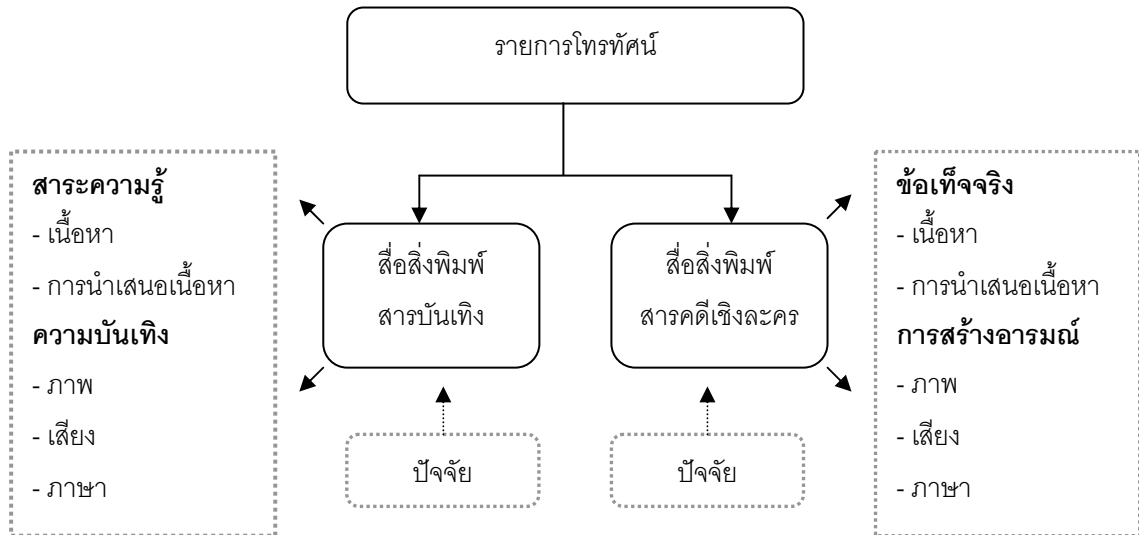 รายการโทรทัศน์
สาระความรู้
- เนื้อหา
- การนำเสนอเนื้อหา
ความบันเทิง
- ภาพ
- เสียง
- ภาษา
สื่อสิ่งพิมพ์
สารบันเทิง
ปัจจัย
สื่อสิ่งพิมพ์
สารคดีเชิงละคร
ปัจจัย
ข้อเท็จจริง
- เนื้อหา
- การนำเสนอเนื้อหา
การสร้างอารมณ์
- ภาพ
- เสียง
- ภาษา